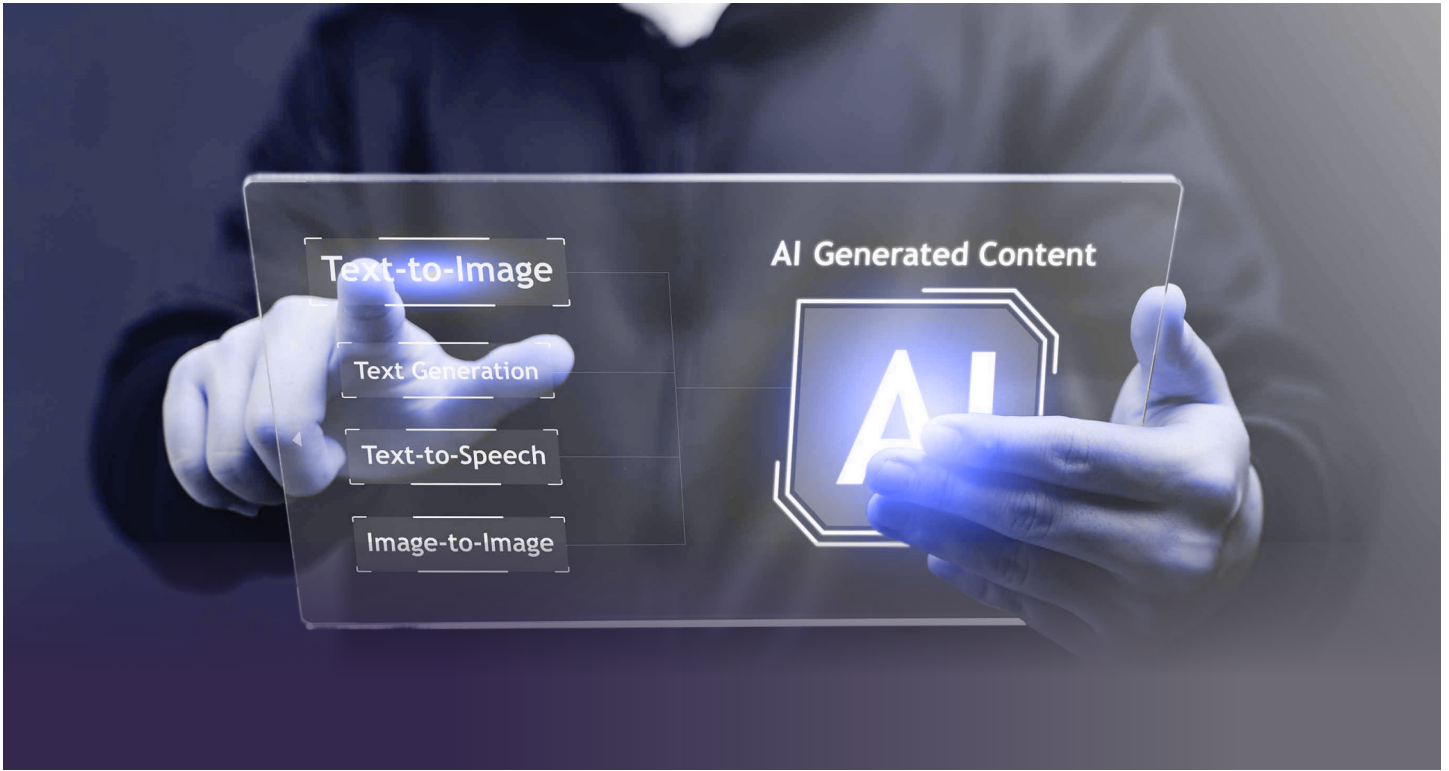 Text-to-Image
Text Generation
Text-to-Speech
Image-to-Image
AI Generated Content
AI